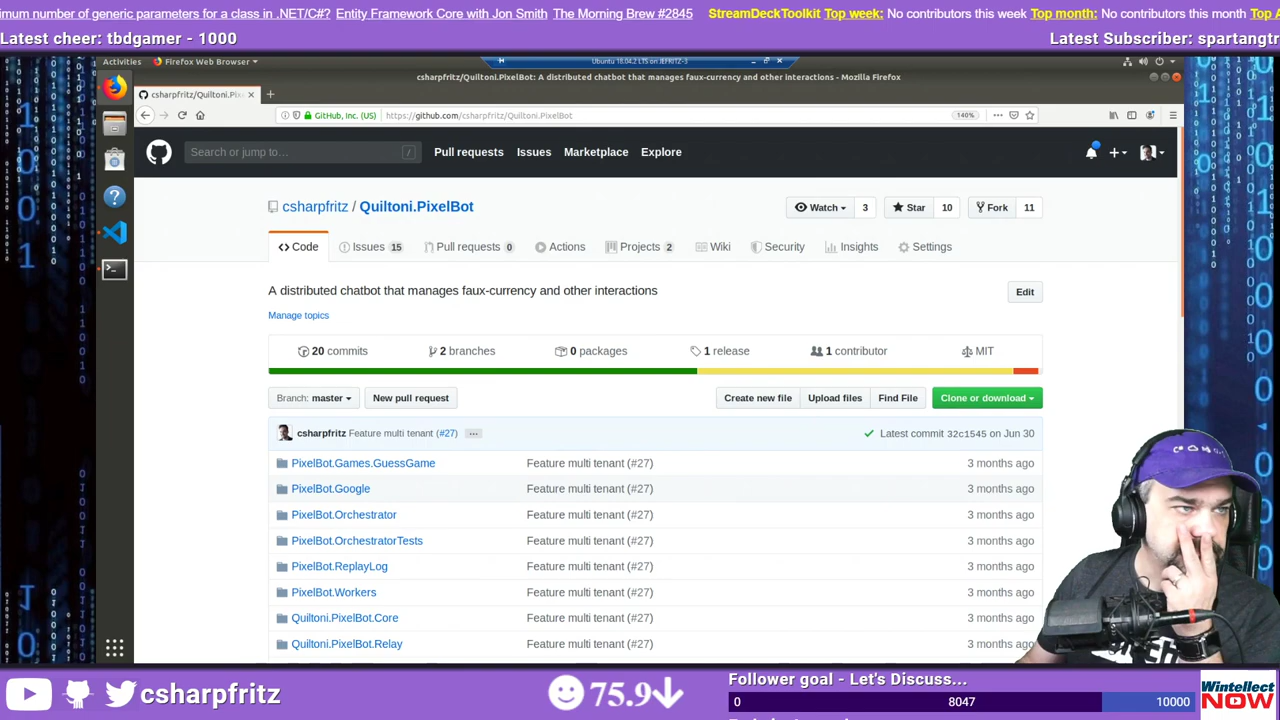 imum number of generic parameters for a class in .NET/C#? Entity Framework Core with Jon Smith The Morning Brew #2845 StreamDeckToolkit Top week: No contributors this week Top month: No contributors this month Top
Latest cheer: tbdgamer - 1000
Latest Subscriber: spartangtr
Activities Firefox Web Browser
Ubuntu 18.04.2 LTS on JEFRITZ-3
csharpfritz/Quiltoni.PixelBot: A distributed chatbot that manages faux-currency and other interactions - Mozilla Firefox
csharpfritz/Quiltoni.Pix
GitHub, Inc. (US) https://github.com/csharpfritz/Quiltoni.PixelBot 140%
Search or jump to… / Pull requests Issues Marketplace Explore
csharpfritz / Quiltoni.PixelBot
Watch 3 Star 10 Fork 11
Code Issues 15 Pull requests 0 Actions Projects 2 Wiki Security Insights Settings
A distributed chatbot that manages faux-currency and other interactions
Edit
Manage topics
20 commits 2 branches 0 packages 1 release 1 contributor MIT
Branch: master New pull request Create new file Upload files Find File Clone or download
csharpfritz Feature multi tenant (#27) … Latest commit 32c1545 on Jun 30
PixelBot.Games.GuessGame Feature multi tenant (#27) 3 months ago
PixelBot.Google Feature multi tenant (#27) 3 months ago
PixelBot.Orchestrator Feature multi tenant (#27) 3 months ago
PixelBot.OrchestratorTests Feature multi tenant (#27) 3 months ago
PixelBot.ReplayLog Feature multi tenant (#27) 3 months ago
PixelBot.Workers Feature multi tenant (#27) 3 months ago
Quiltoni.PixelBot.Core Feature multi tenant (#27) 3 months ago
Quiltoni.PixelBot.Relay Feature multi tenant (#27) 3 months ago
csharpfritz
75.9
Follower goal - Let's Discuss...
0 8047 10000
Wintellect
NOW